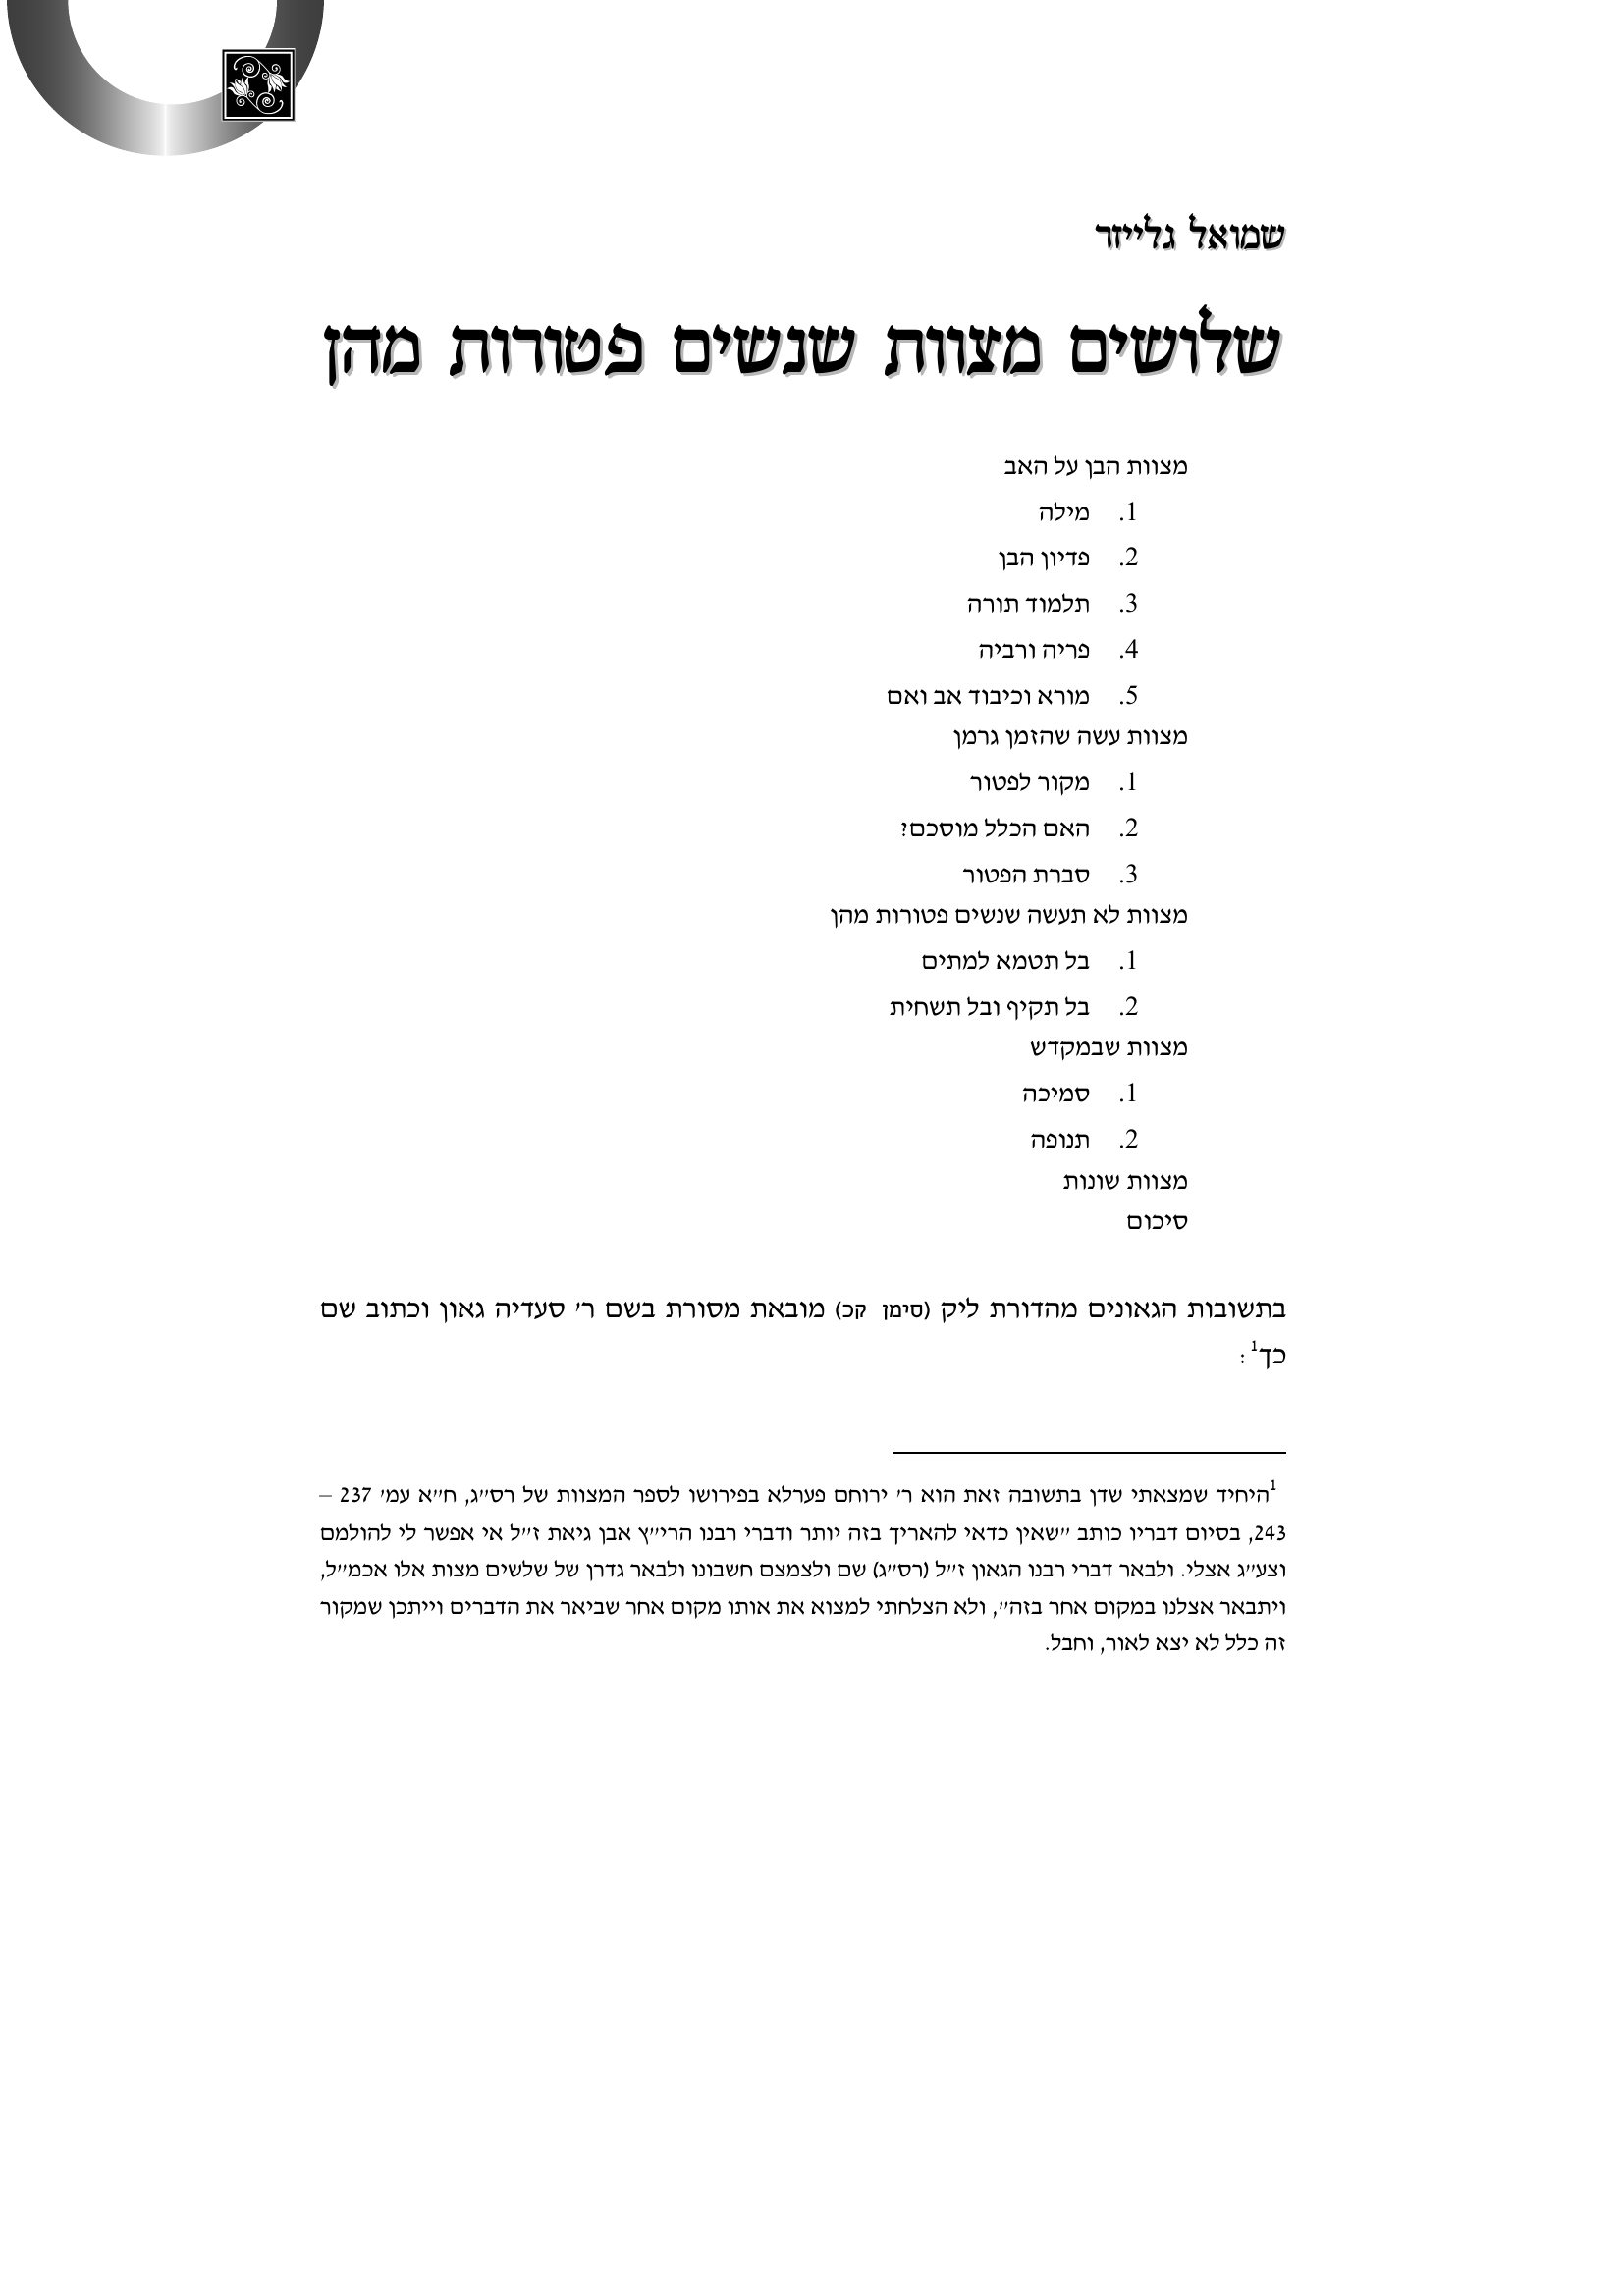 שמואל גלייזר
שלושים מצוות שנשים פטורות מהן
מצוות הבן על האב
1. מילה
2. פדיון הבן
3. תלמוד תורה
4. פריה ורביה
5. מורא וכיבוד אב ואם
מצוות עשה שהזמן גרמן
1. מקור לפטור
2. האם הכלל מוסכם?
3. סברת הפטור
מצוות לא תעשה שנשים פטורות מהן
1. בל תטמא למתים
2. בל תקיף ובל תשחית
מצוות שבמקדש
1. סמיכה
2. תנופה
מצוות שונות
סיכום
בתשובות הגאונים מהדורת ליק (סימן קכ) מובאת מסורת בשם ר' סעדיה גאון וכתוב שם
כך1:
1היחיד שמצאתי שדן בתשובה זאת הוא ר' ירוחם פערלא בפירושו לספר המצוות של רס"ג, ח"א עמ' 237 –
243, בסיום דבריו כותב "שאין כדאי להאריך בזה יותר ודברי רבנו הרי"ץ אבן גיאת ז"ל אי אפשר לי להולמם
וצע"ג אצלי. ולבאר דברי רבנו הגאון ז"ל (רס"ג) שם ולצמצם חשבונו ולבאר גדרן של שלשים מצות אלו אכמ"ל,
ויתבאר אצלנו במקום אחר בזה", ולא הצלחתי למצוא את אותו מקום אחר שביאר את הדברים וייתכן שמקור
זה כלל לא יצא לאור, וחבל.